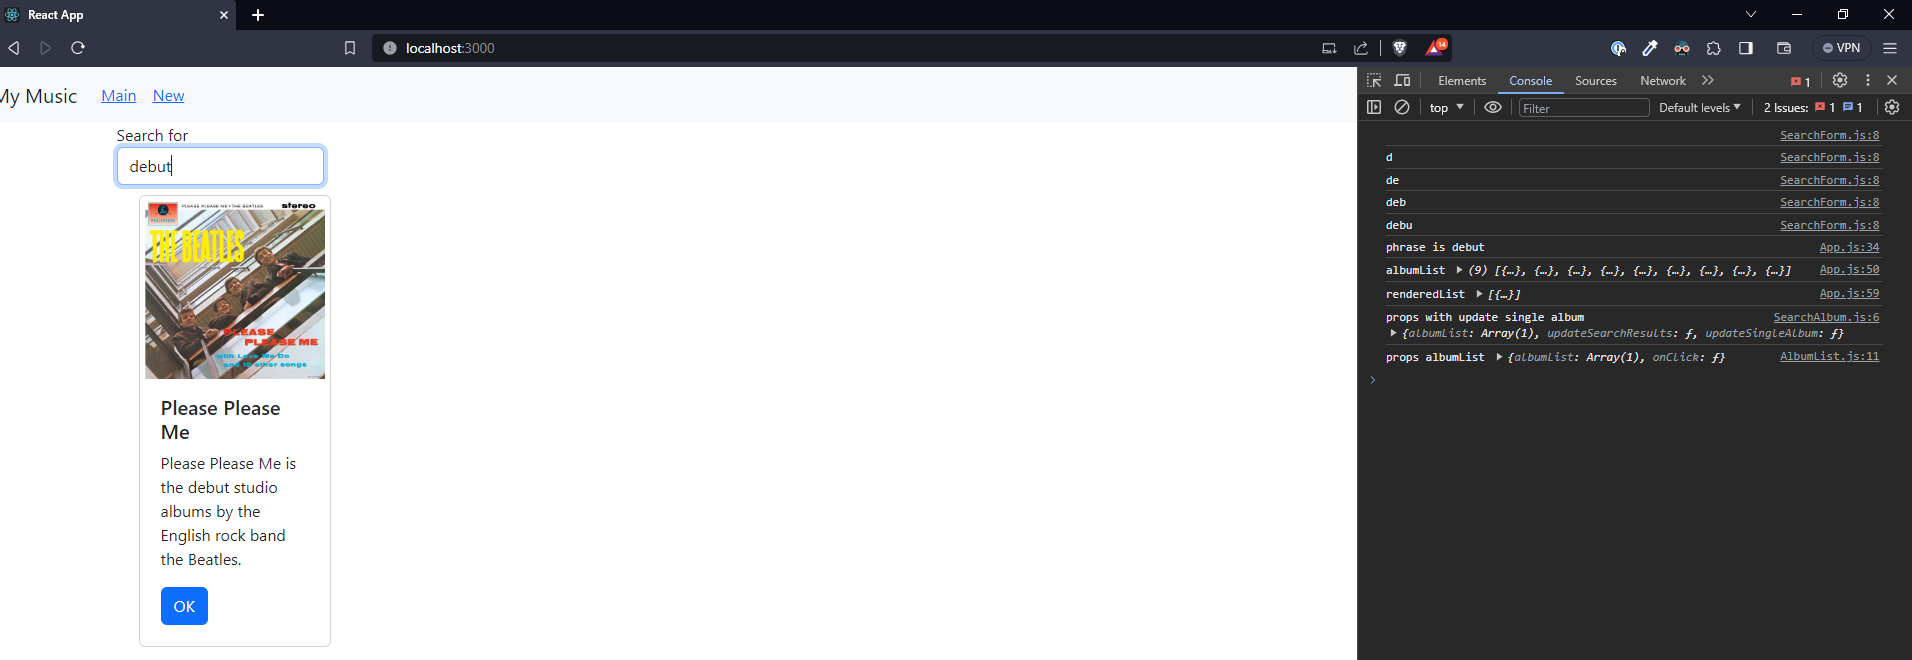 React App
localhost:3000
14
VPN
My Music Main New
Search for
debut
PLEASE PLEASE ME • THE BEATLES stereo
PARLOPHONE
THE BEATLES
PLEASE
PLEASE ME
with Love Me Do
and 12 other songs
Please Please
Me
Please Please Me is
the debut studio
albums by the
English rock band
the Beatles.
OK
Elements Console Sources Network 1
top Filter Default levels 2 Issues: 1 1
SearchForm.js:8
d SearchForm.js:8
de SearchForm.js:8
deb SearchForm.js:8
debu SearchForm.js:8
phrase is debut App.js:34
albumList (9) [{…}, {…}, {…}, {…}, {…}, {…}, {…}, {…}, {…}] App.js:50
renderedList [{…}] App.js:59
props with update single album SearchAlbum.js:6
{albumList: Array(1), updateSearchResults: ƒ, updateSingleAlbum: ƒ}
props albumList {albumList: Array(1), onClick: ƒ} AlbumList.js:11